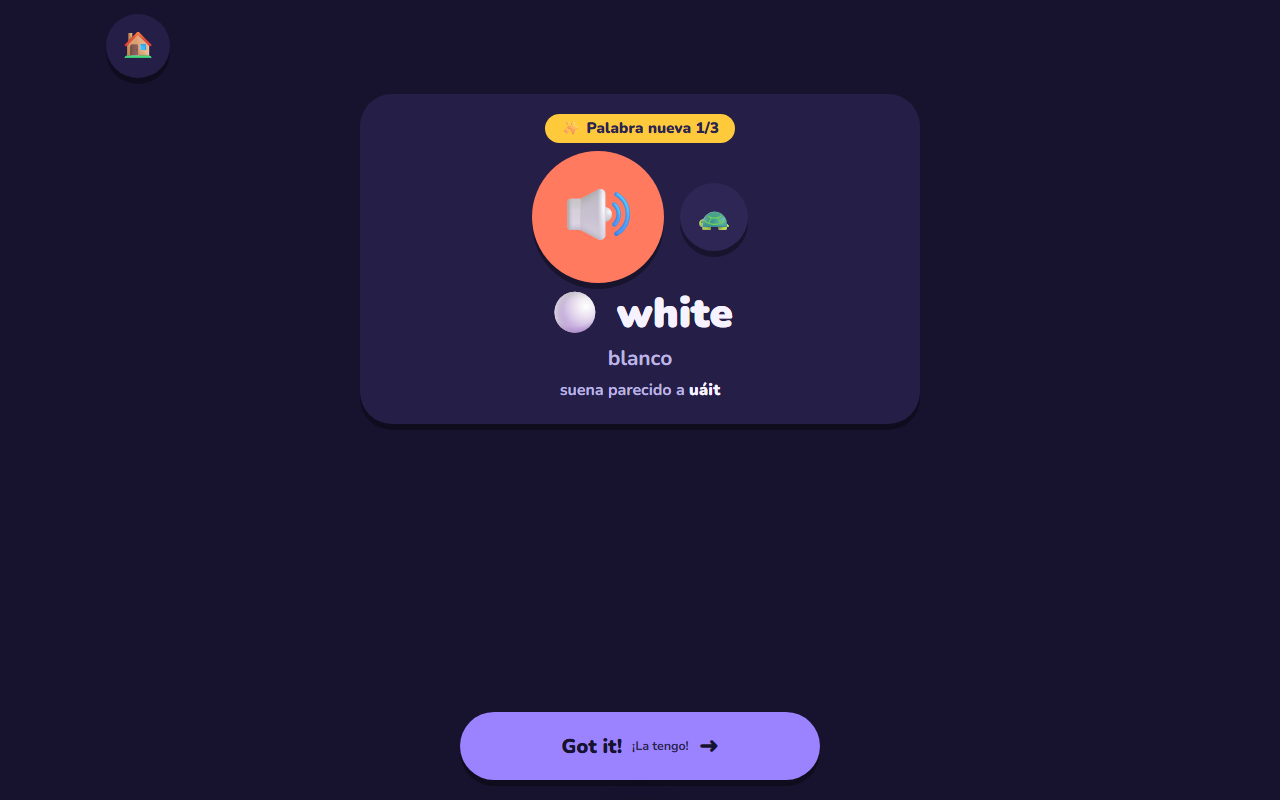 Palabra nueva 1/3
white
blanco
suena parecido a uáit
Got it! ¡La tengo! ➜